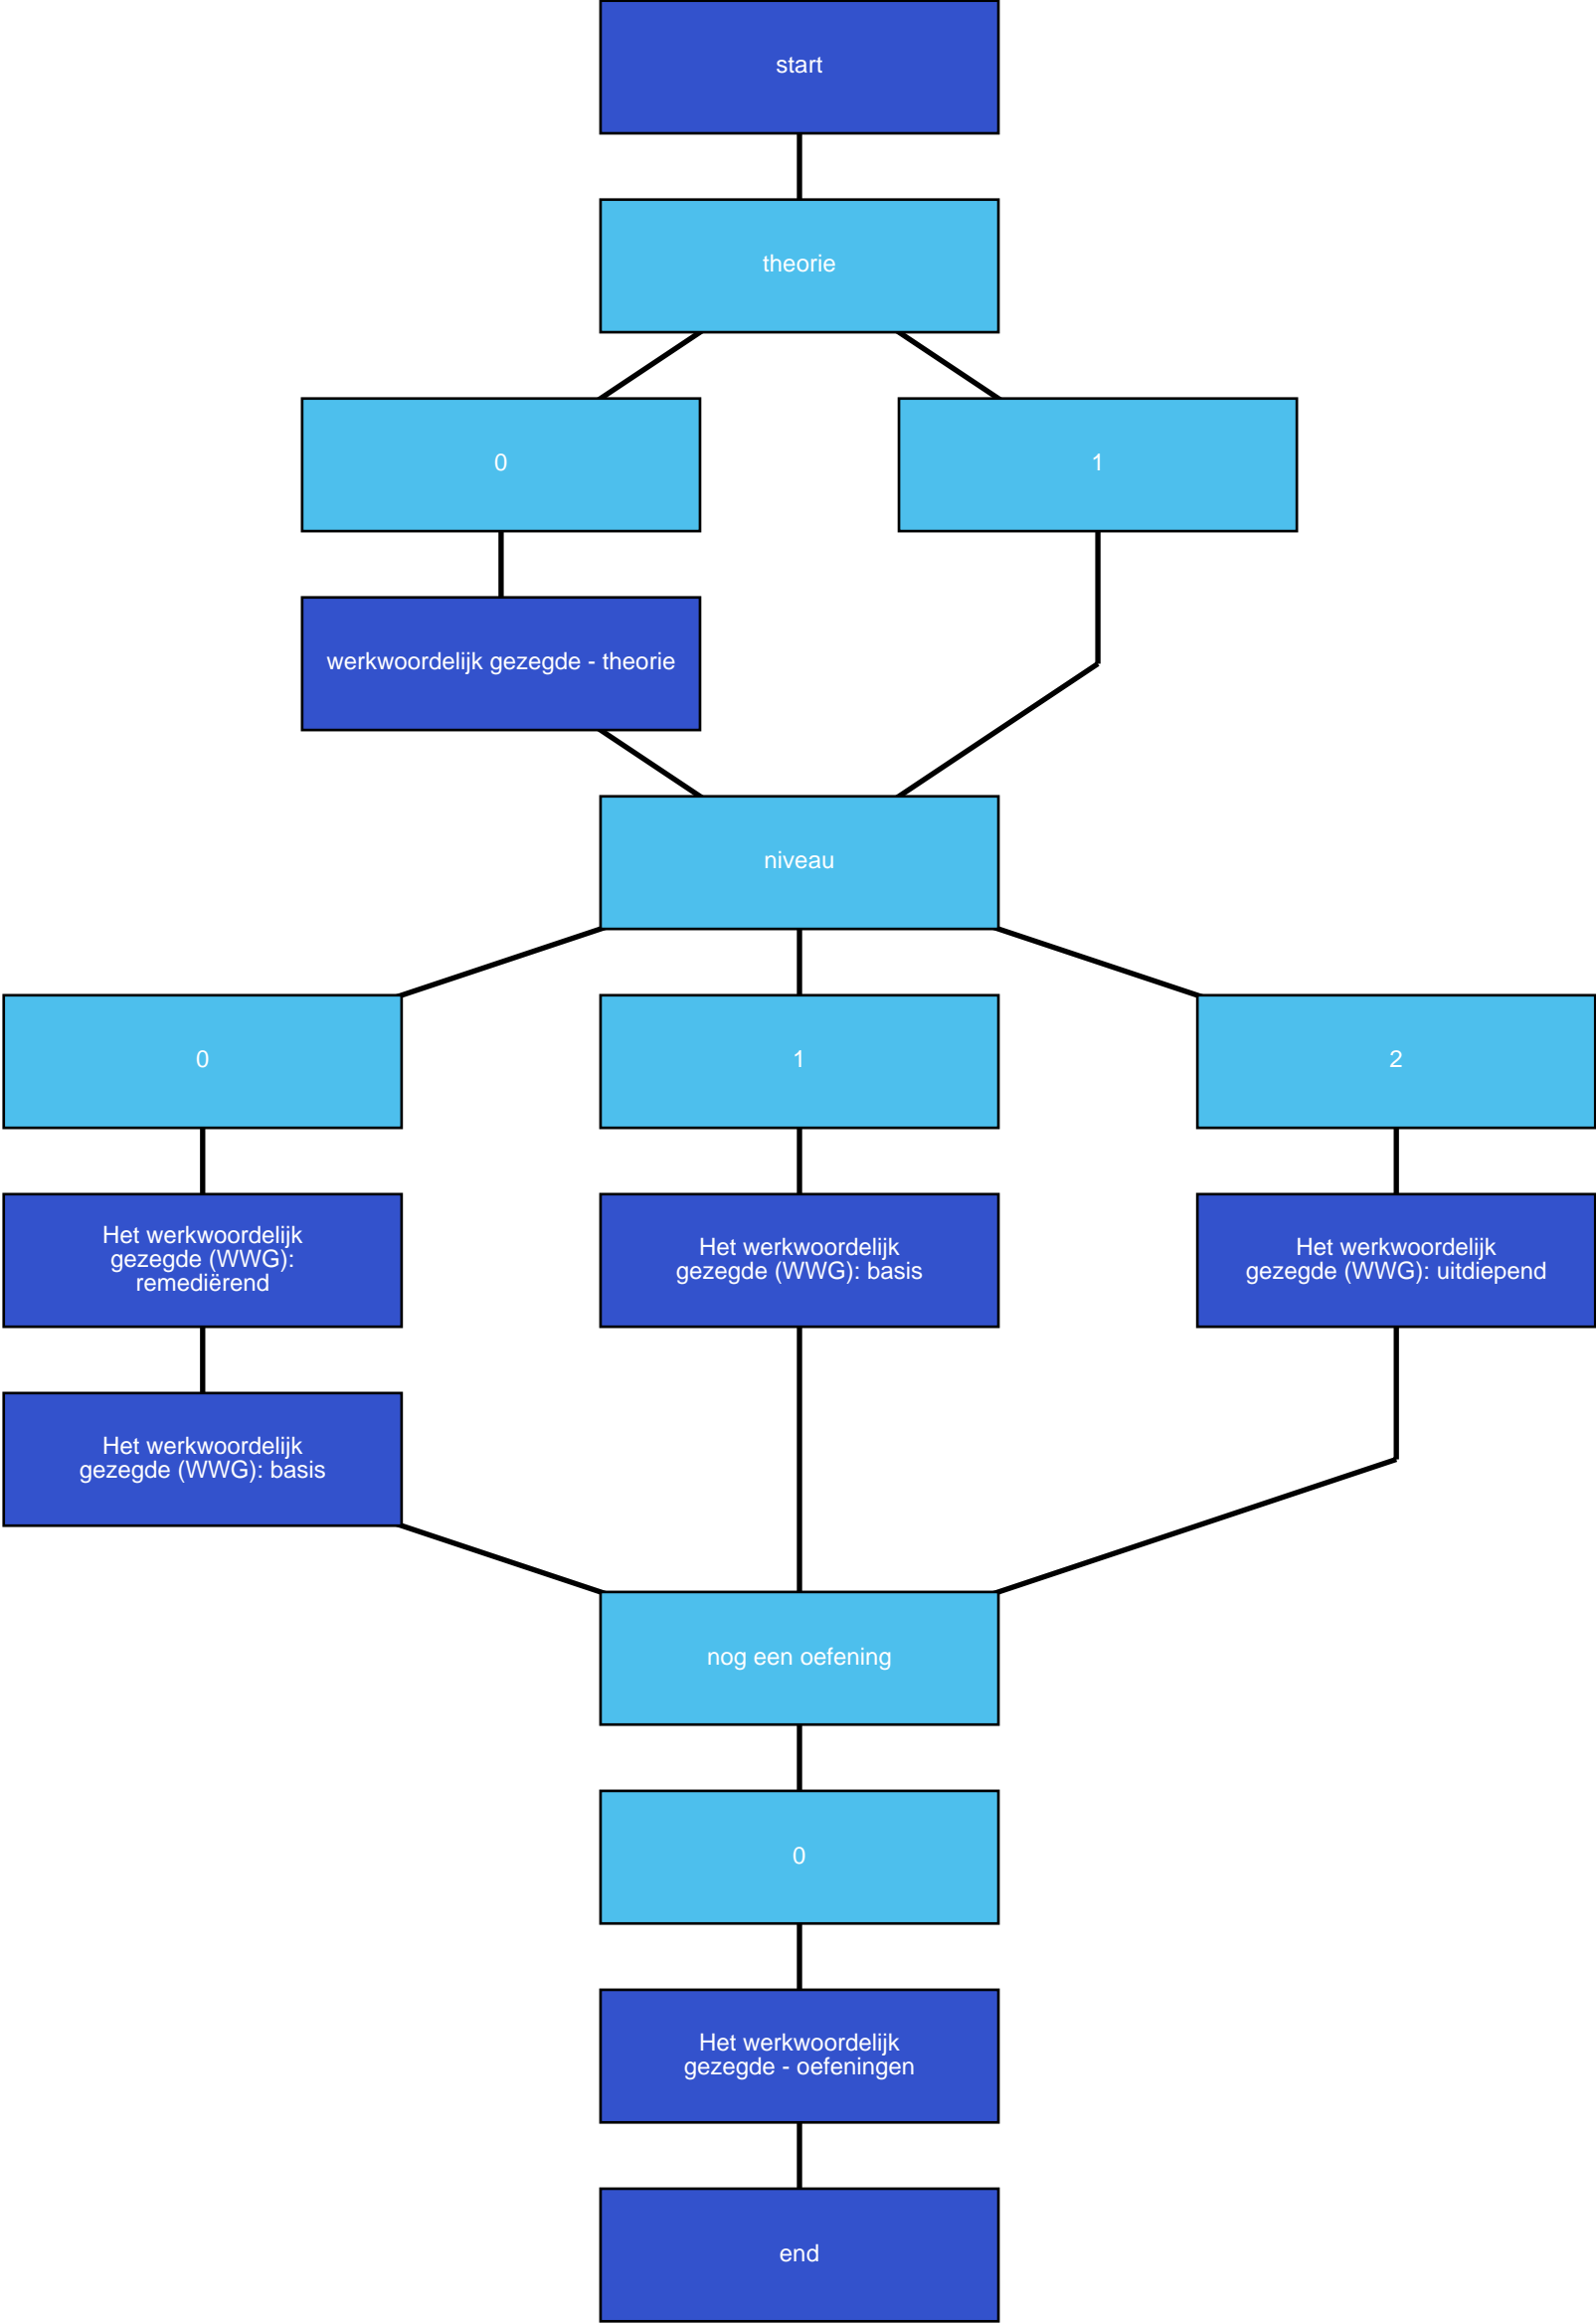 start
theorie
0
1
werkwoordelijk gezegde - theorie
niveau
0
1
2
Het werkwoordelijk
gezegde (WWG):
remediërend
Het werkwoordelijk
gezegde (WWG): basis
Het werkwoordelijk
gezegde (WWG): uitdiepend
Het werkwoordelijk
gezegde (WWG): basis
nog een oefening
0
Het werkwoordelijk
gezegde - oefeningen
end